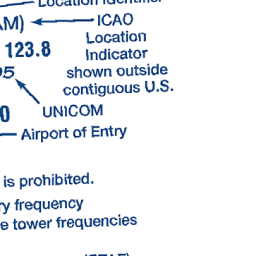 Location Identifier
AM) ICAO
Location
123.8 Indicator
shown outside
contiguous U.S.
95
UNICOM
0
Airport of Entry
is prohibited.
ry frequency
e tower frequencies